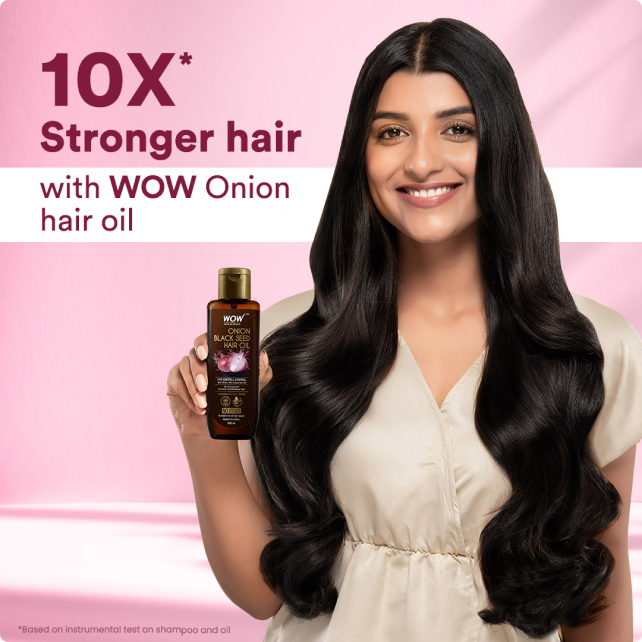 10X*
Stronger hair
with WOW Onion
hair oil
WOW
ONION
BLACK SEED
HAIR OIL
*Based on instrumental test on shampoo and oil